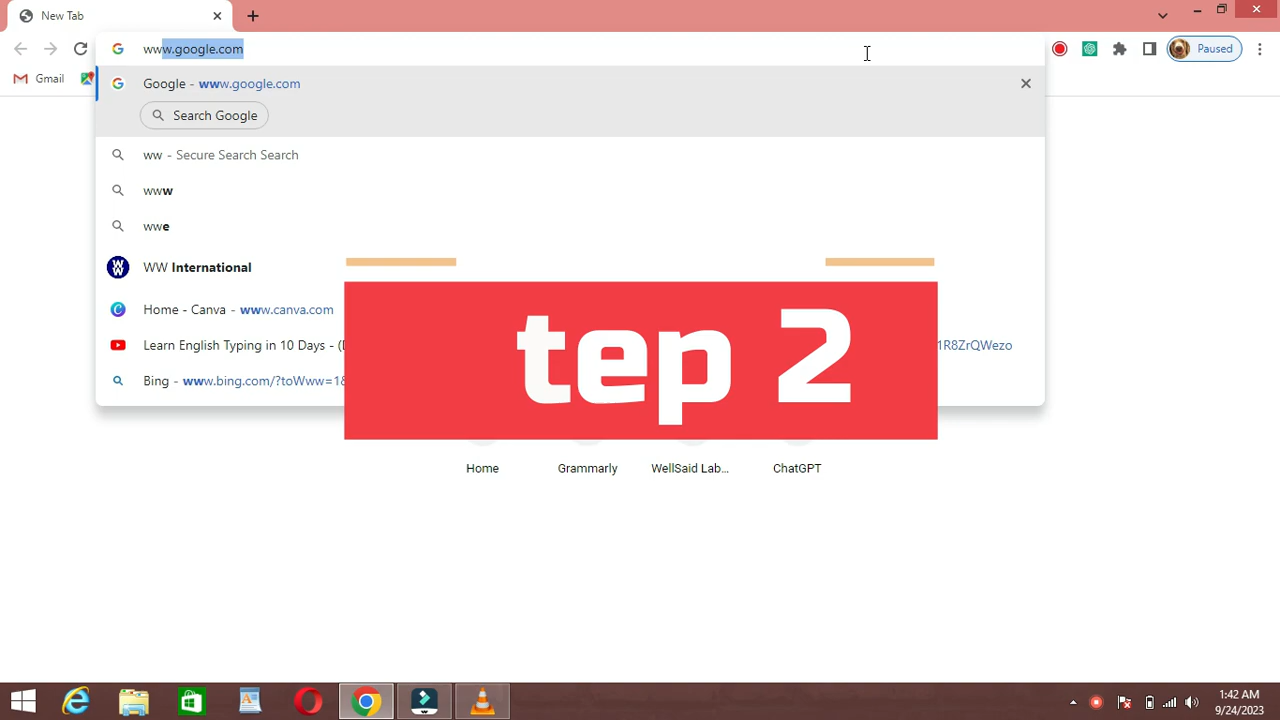 New Tab
www.google.com
Paused
Gmail
Google - www.google.com
Search Google
ww - Secure Search Search
www
wwe
WW International
Home - Canva - www.canva.com
Learn English Typing in 10 Days - (D
1R8ZrQWezo
Bing - www.bing.com/?toWww=1&
tep 2
Home
Grammarly
WellSaid Lab...
ChatGPT
1:42 AM
9/24/2023